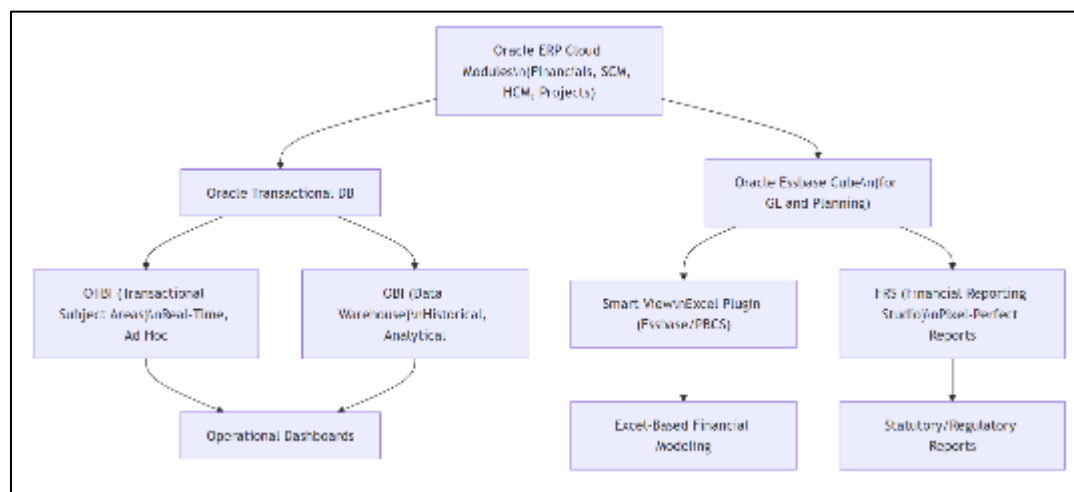 Oracle ERP Cloud
Modules\n(Financials, SCM,
HCM, Projects)
Oracle Transactional DB
Oracle Essbase Cube\n(for
GL and Planning)
OTBI (Transactional
Subject Areas)\nReal-Time,
Ad Hoc
OBI (Data
Warehouse)\nHistorical,
Analytical
Smart View\nExcel Plugin
(Essbase/PBCS)
FRS (Financial Reporting
Studio)\nPixel-Perfect
Reports
Operational Dashboards
Excel-Based Financial
Modeling
Statutory/Regulatory
Reports